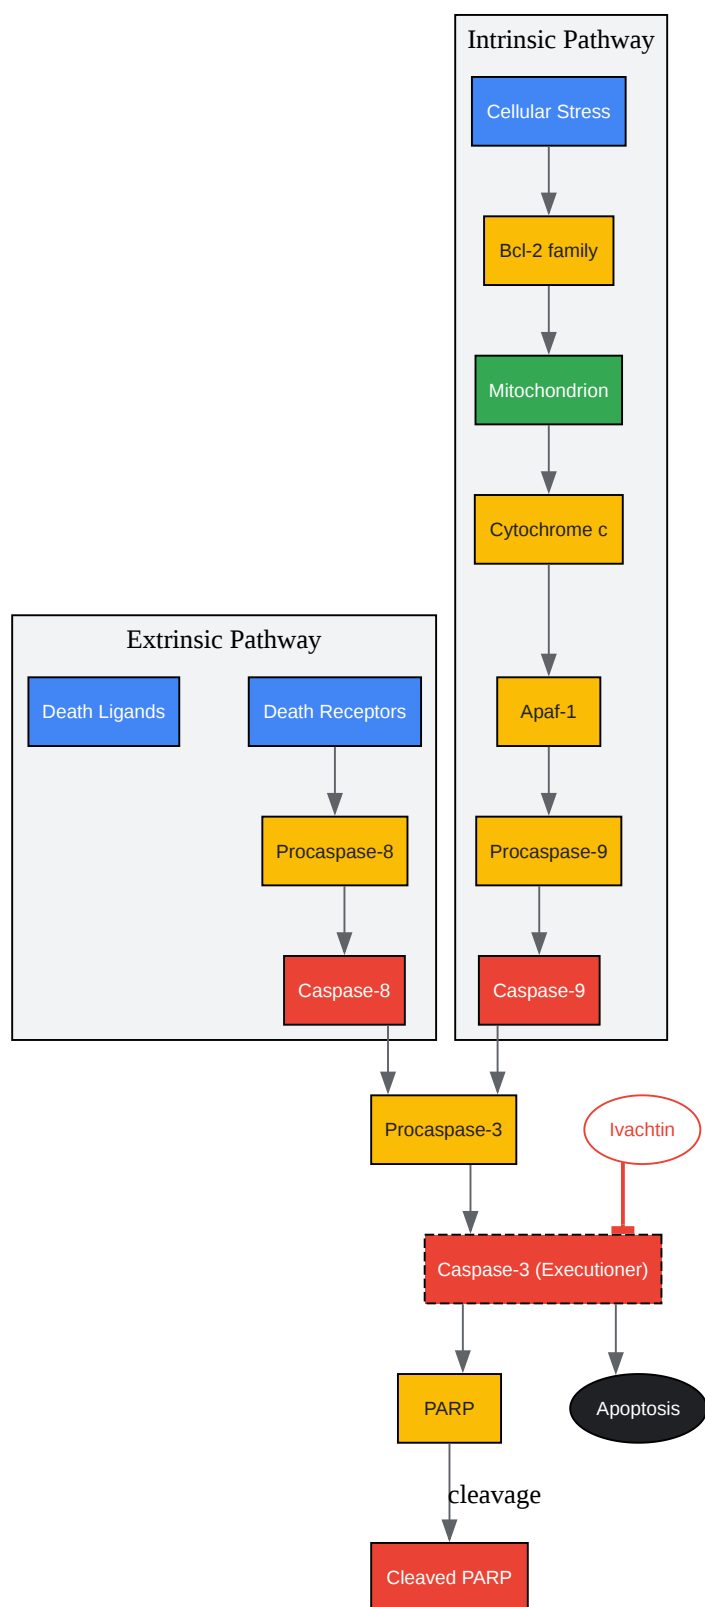 Intrinsic Pathway
Cellular Stress
Bcl-2 family
Mitochondrion
Cytochrome c
Extrinsic Pathway
Death Ligands
Death Receptors
Apaf-1
Procaspase-8
Procaspase-9
Caspase-8
Caspase-9
Procaspase-3
Ivachtin
Caspase-3 (Executioner)
PARP
Apoptosis
cleavage
Cleaved PARP